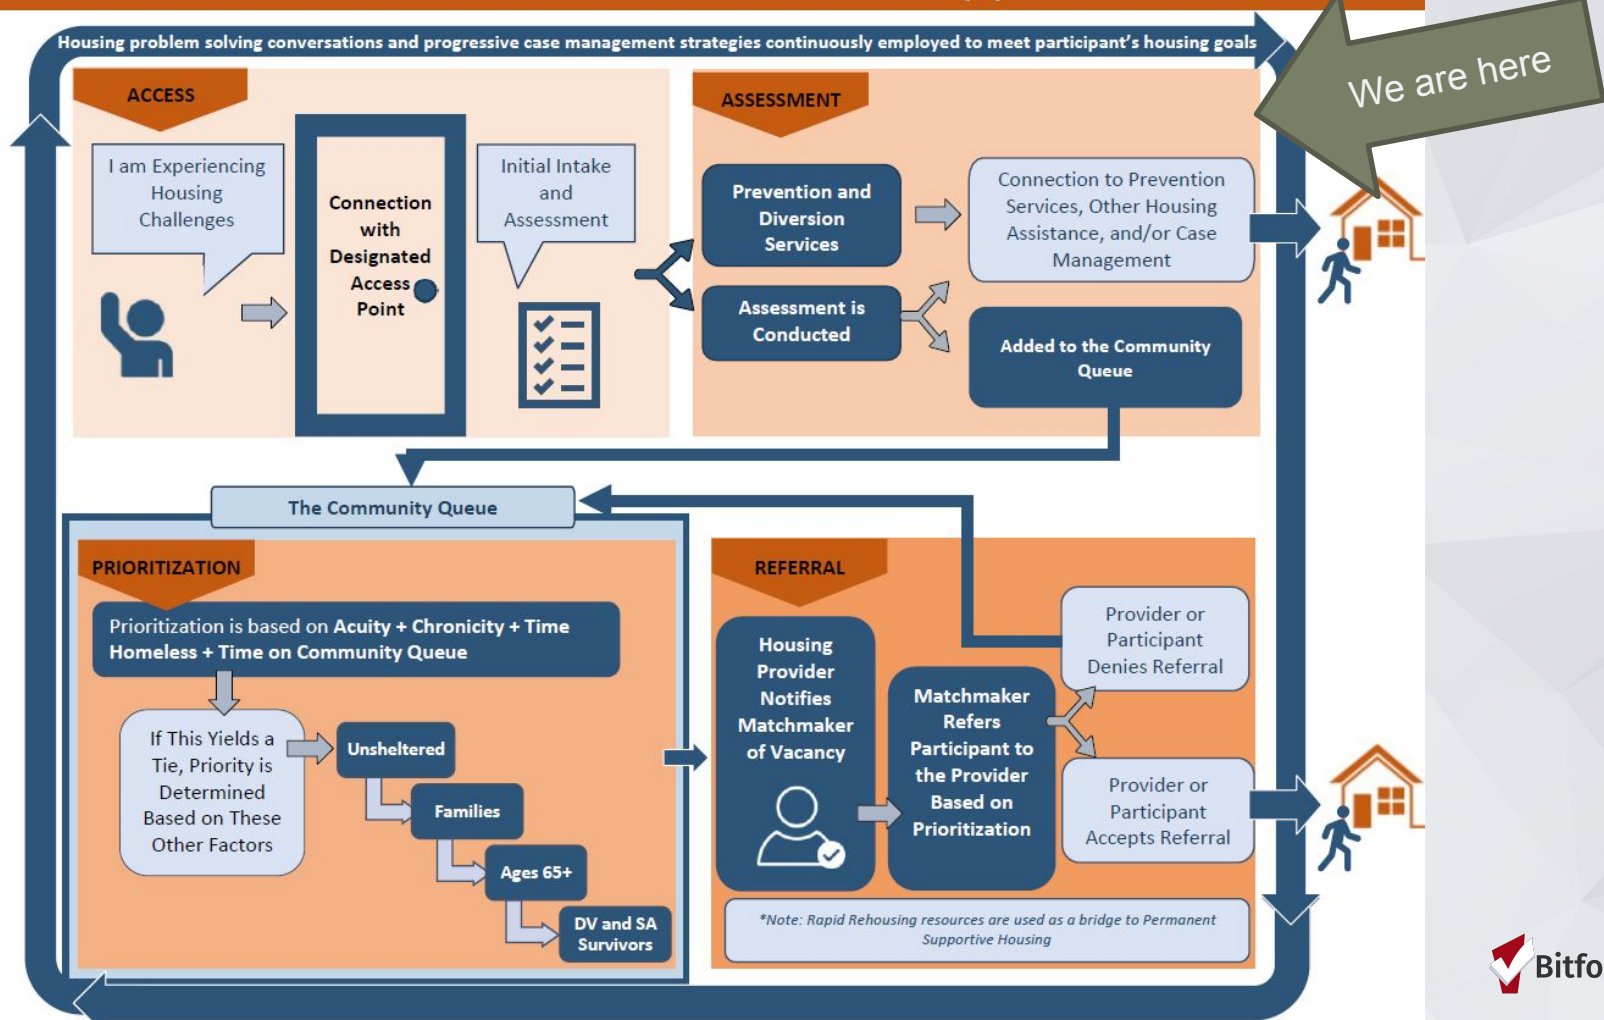 Housing problem solving conversations and progressive case management strategies continuously employed to meet participant's housing goals
We are here
ACCESS
I am Experiencing
Housing
Challenges
Connection
with
Designated
Access
Point
Initial Intake
and
Assessment
ASSESSMENT
Prevention and
Diversion
Services
Connection to Prevention
Services, Other Housing
Assistance, and/or Case
Management
Assessment is
Conducted
Added to the Community
Queue
The Community Queue
PRIORITIZATION
Prioritization is based on Acuity + Chronicity + Time
Homeless + Time on Community Queue
If This Yields a
Tie, Priority is
Determined
Based on These
Other Factors
Unsheltered
Families
Ages 65+
DV and SA
Survivors
REFERRAL
Housing
Provider
Notifies
Matchmaker
of Vacancy
Matchmaker
Refers
Participant to
the Provider
Based on
Prioritization
Provider or
Participant
Denies Referral
Provider or
Participant
Accepts Referral
*Note: Rapid Rehousing resources are used as a bridge to Permanent
Supportive Housing
Bitfo